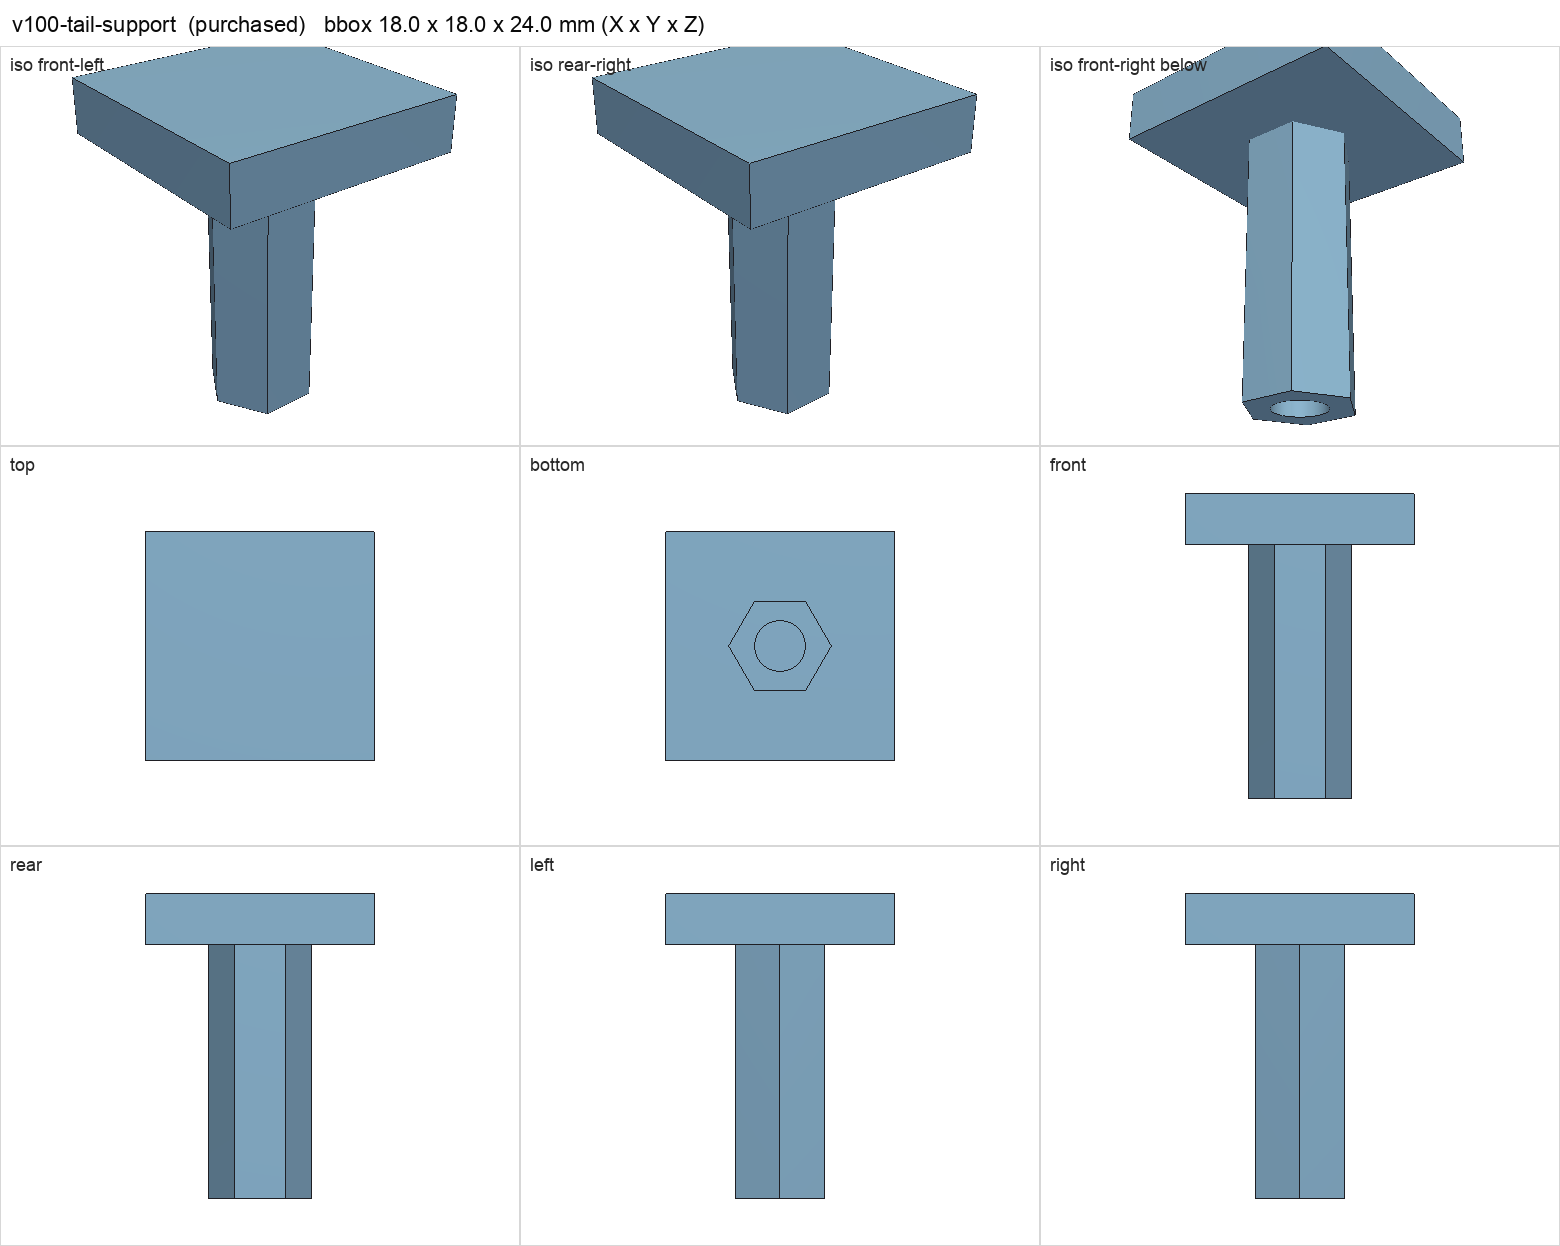 v100-tail-support (purchased) bbox 18.0 x 18.0 x 24.0 mm (X x Y x Z)
iso front-left
iso rear-right
iso front-right below
top
bottom
front
rear
left
right